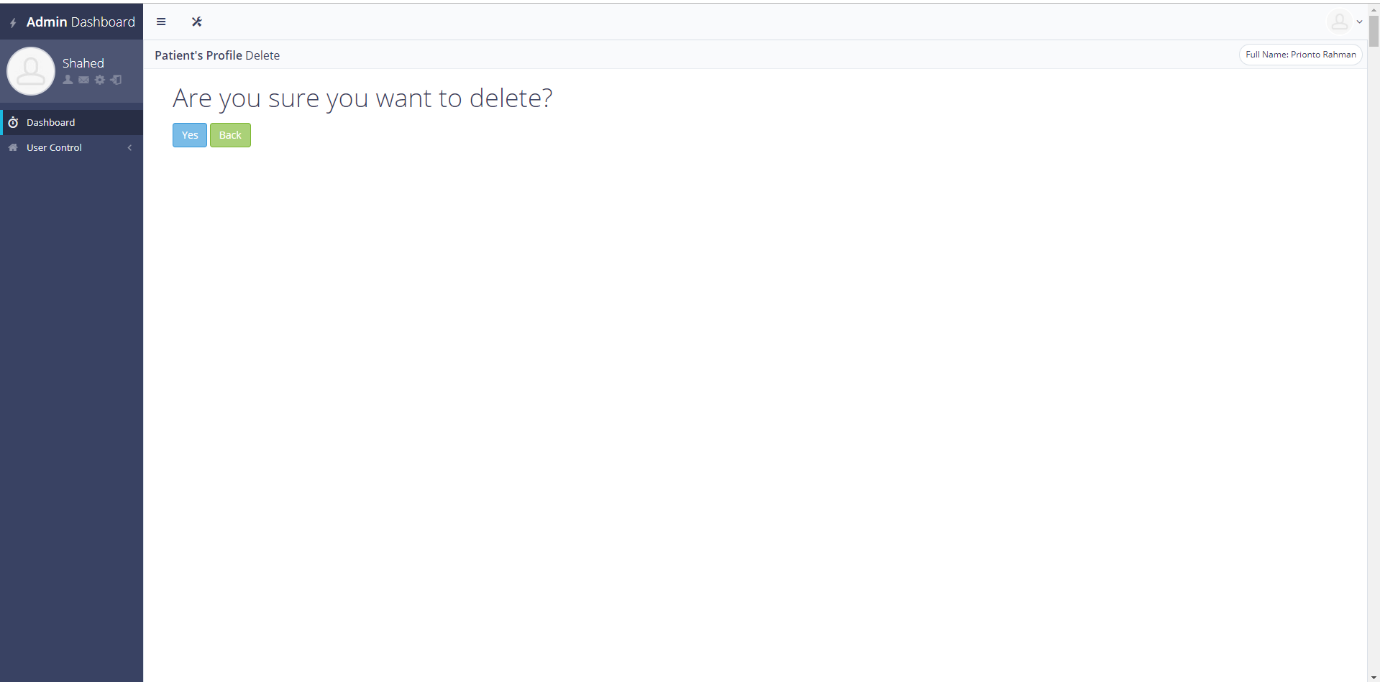 Admin Dashboard
Shahed
Dashboard
User Control
Patient's Profile Delete
Full Name: Prionto Rahman
Are you sure you want to delete?
Yes
Back